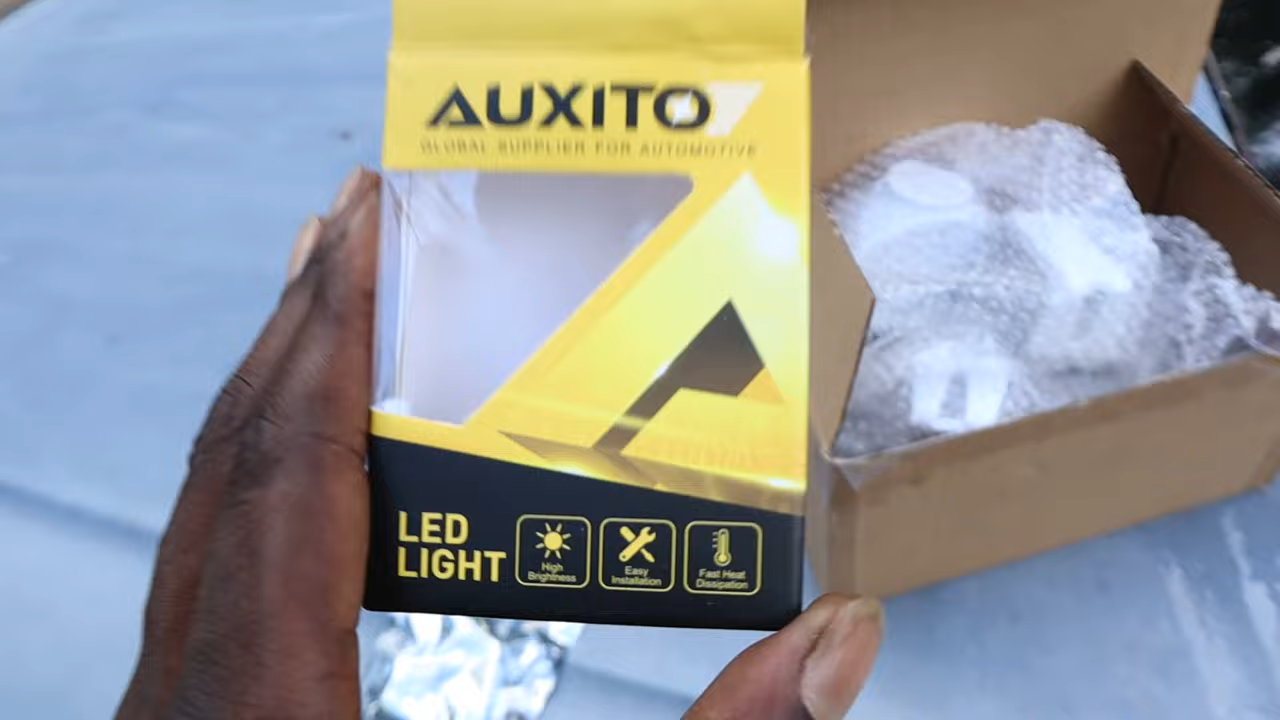 AUXITO
GLOBAL SUPPLIER FOR AUTOMOTIVE
LED
LIGHT
High
Brightness
Easy
Installation
Fast Heat
Dissipation